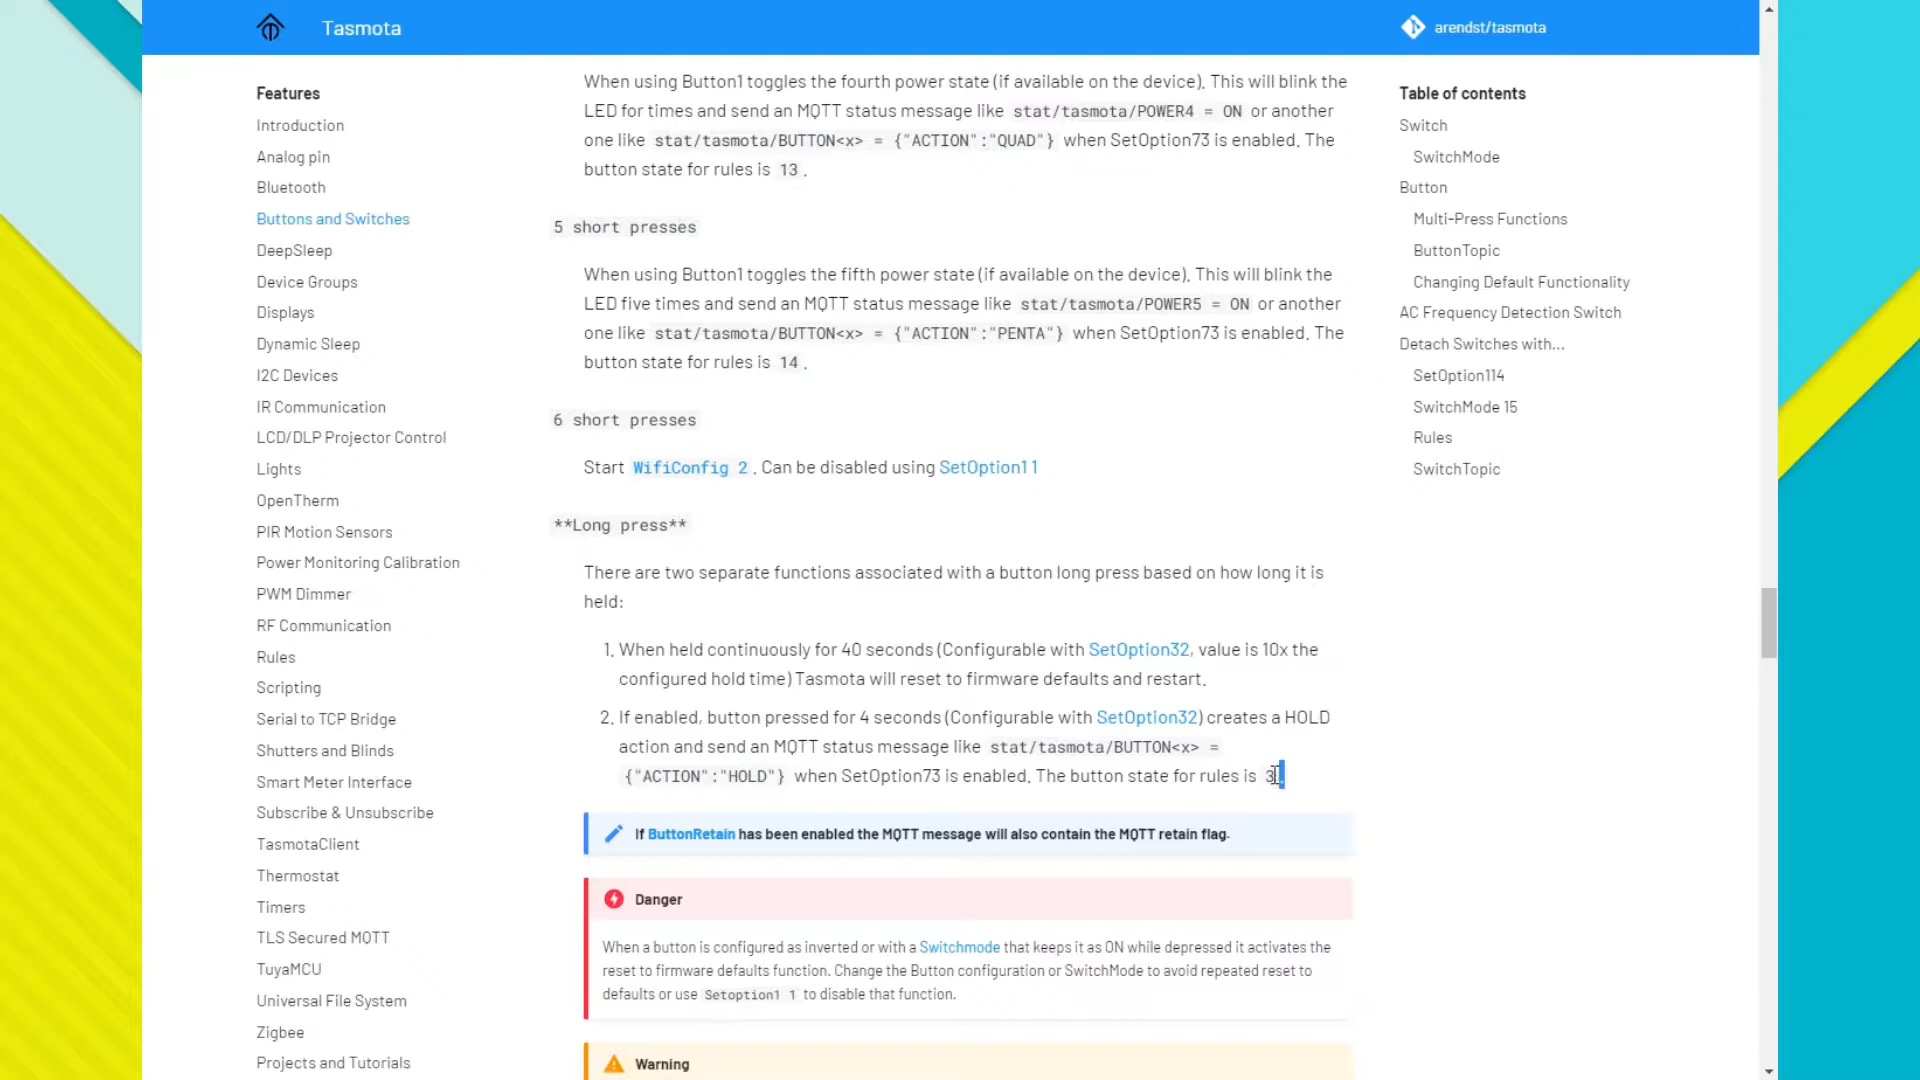 Tasmota
arendst/tasmota
Features
Introduction
Analog pin
Bluetooth
Buttons and Switches
DeepSleep
Device Groups
Displays
Dynamic Sleep
I2C Devices
IR Communication
LCD/DLP Projector Control
Lights
OpenTherm
PIR Motion Sensors
Power Monitoring Calibration
PWM Dimmer
RF Communication
Rules
Scripting
Serial to TCP Bridge
Shutters and Blinds
Smart Meter Interface
Subscribe & Unsubscribe
TasmotaClient
Thermostat
Timers
TLS Secured MQTT
TuyaMCU
Universal File System
Zigbee
Projects and Tutorials
When using Button1 toggles the fourth power state (if available on the device). This will blink the
LED for times and send an MQTT status message like stat/tasmota/POWER4 = ON or another
one like stat/tasmota/BUTTON<x> = {"ACTION":"QUAD"} when SetOption73 is enabled. The
button state for rules is 13 .
5 short presses
When using Button1 toggles the fifth power state (if available on the device). This will blink the
LED five times and send an MQTT status message like stat/tasmota/POWER5 = ON or another
one like stat/tasmota/BUTTON<x> = {"ACTION":"PENTA"} when SetOption73 is enabled. The
button state for rules is 14 .
6 short presses
Start WifiConfig 2 . Can be disabled using SetOption1 1
**Long press**
There are two separate functions associated with a button long press based on how long it is
held:
1. When held continuously for 40 seconds (Configurable with SetOption32, value is 10x the
configured hold time) Tasmota will reset to firmware defaults and restart.
2. If enabled, button pressed for 4 seconds (Configurable with SetOption32) creates a HOLD
action and send an MQTT status message like stat/tasmota/BUTTON<x> =
{"ACTION":"HOLD"} when SetOption73 is enabled. The button state for rules is 3 .
If ButtonRetain has been enabled the MQTT message will also contain the MQTT retain flag.
Danger
When a button is configured as inverted or with a Switchmode that keeps it as ON while depressed it activates the
reset to firmware defaults function. Change the Button configuration or SwitchMode to avoid repeated reset to
defaults or use Setoption1 1 to disable that function.
Warning
Table of contents
Switch
SwitchMode
Button
Multi-Press Functions
ButtonTopic
Changing Default Functionality
AC Frequency Detection Switch
Detach Switches with...
SetOption114
SwitchMode 15
Rules
SwitchTopic